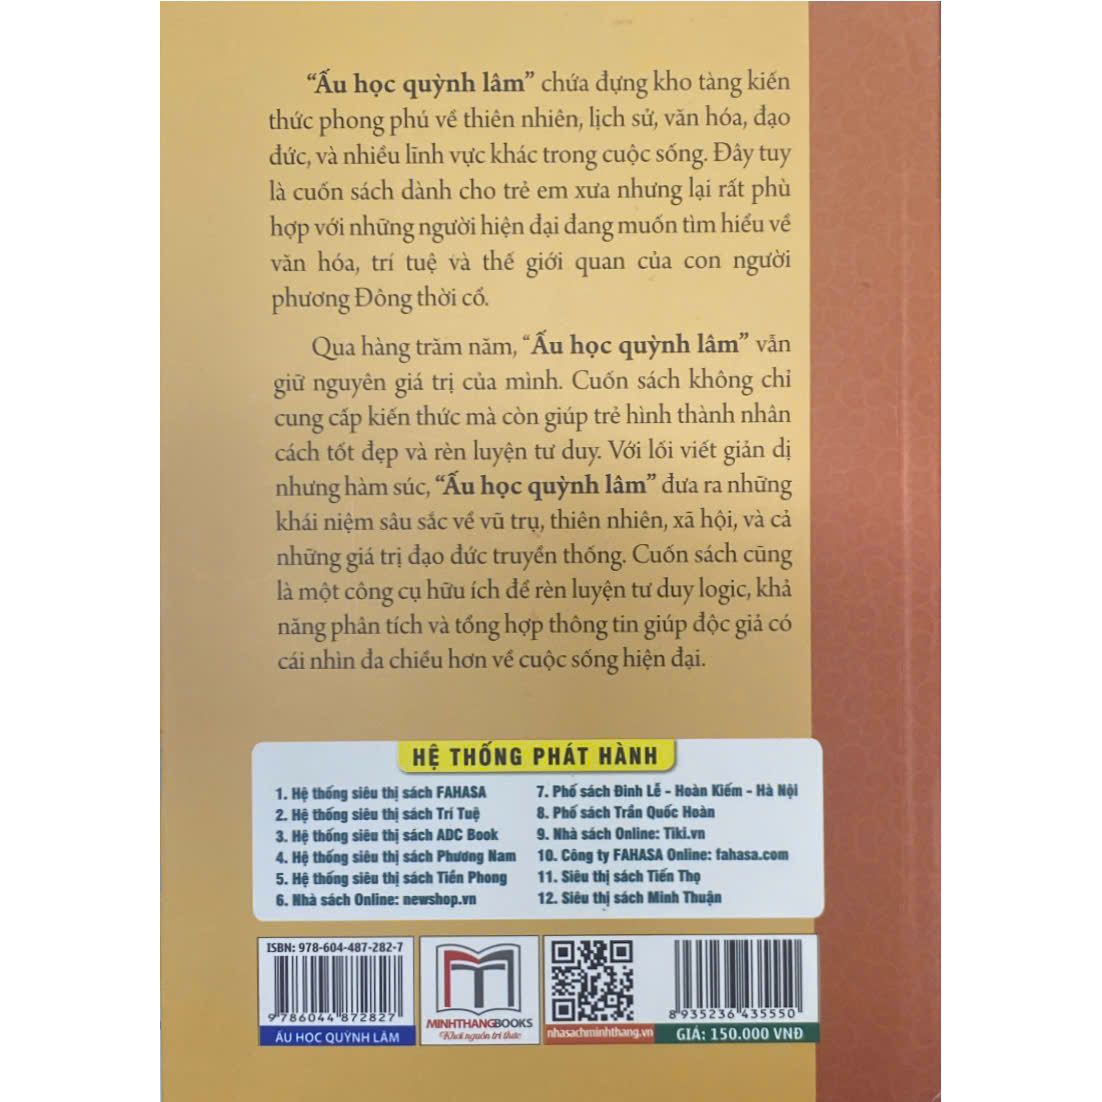 “Ấu học quỳnh lâm” chứa đựng kho tàng kiến
thức phong phú về thiên nhiên, lịch sử, văn hóa, đạo
đức, và nhiều lĩnh vực khác trong cuộc sống. Đây tuy
là cuốn sách dành cho trẻ em xưa nhưng lại rất phù
hợp với những người hiện đại đang muốn tìm hiểu về
văn hóa, trí tuệ và thế giới quan của con người
phương Đông thời cổ.
Qua hàng trăm năm, “Ấu học quỳnh lâm” vẫn
giữ nguyên giá trị của mình. Cuốn sách không chỉ
cung cấp kiến thức mà còn giúp trẻ hình thành nhân
cách tốt đẹp và rèn luyện tư duy. Với lối viết giản dị
nhưng hàm súc, “Ấu học quỳnh lâm” đưa ra những
khái niệm sâu sắc về vũ trụ, thiên nhiên, xã hội, và cả
những giá trị đạo đức truyền thống. Cuốn sách cũng
là một công cụ hữu ích để rèn luyện tư duy logic, khả
năng phân tích và tổng hợp thông tin giúp độc giả có
cái nhìn đa chiều hơn về cuộc sống hiện đại.
HỆ THỐNG PHÁT HÀNH
1. Hệ thống siêu thị sách FAHASA
2. Hệ thống siêu thị sách Trí Tuệ
3. Hệ thống siêu thị sách ADC Book
4. Hệ thống siêu thị sách Phương Nam
5. Hệ thống siêu thị sách Tiền Phong
6. Nhà sách Online: newshop.vn
7. Phố sách Đinh Lễ - Hoàn Kiếm - Hà Nội
8. Phố sách Trần Quốc Hoàn
9. Nhà sách Online: Tiki.vn
10. Công ty FAHASA Online: fahasa.com
11. Siêu thị sách Tiến Thọ
12. Siêu thị sách Minh Thuận
ISBN: 978-604-487-282-7
9 786044 872827
ẤU HỌC QUỲNH LÂM
MINHTHANGBOOKS
Khơi nguồn tri thức
nhasachminhthang.vn
8 935236 435550
GIÁ: 150.000 VNĐ